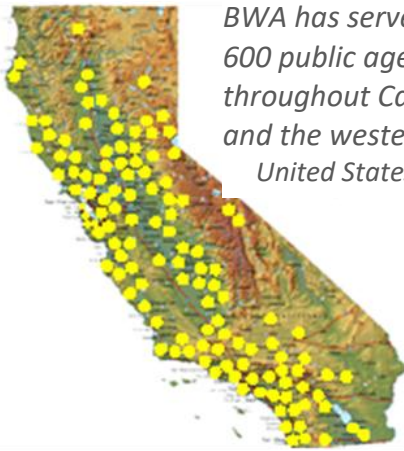 BWA has serve
600 public age
throughout Ca
and the weste
United State